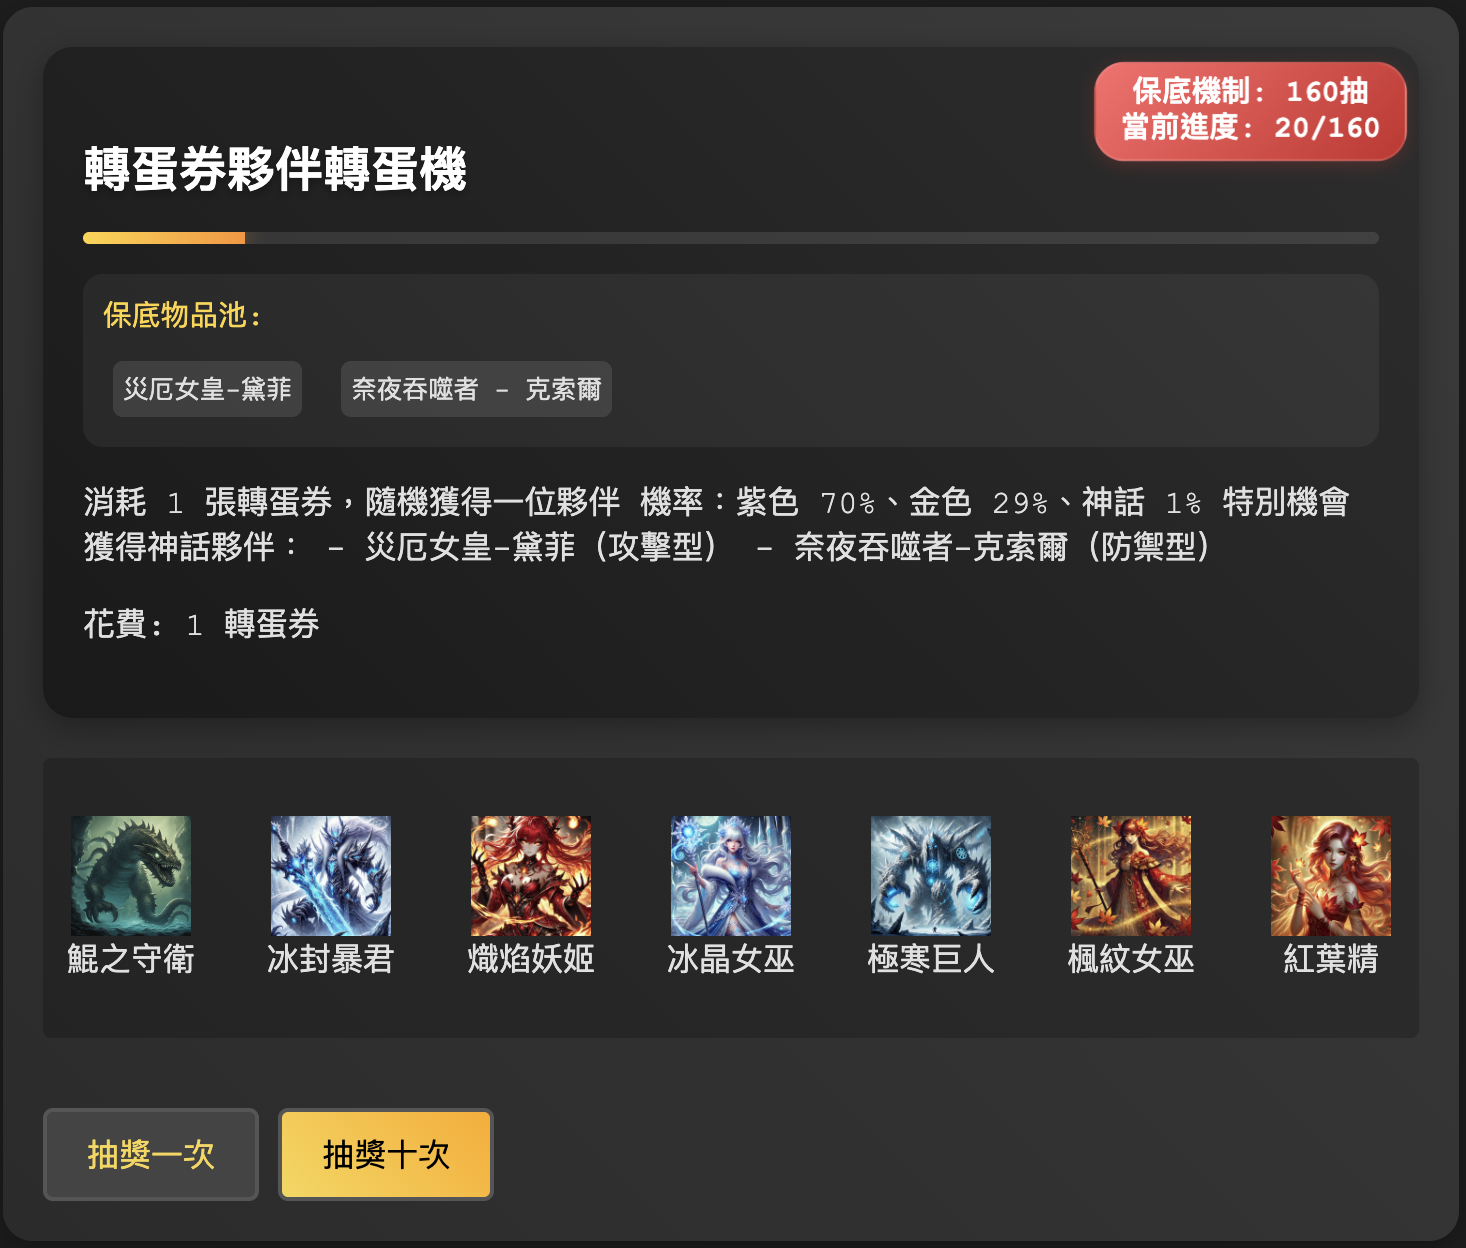 保底機制: 160抽
當前進度: 20/160
轉蛋券夥伴轉蛋機
保底物品池:
災厄女皇-黛菲 奈夜吞噬者 - 克索爾
消耗 1 張轉蛋券，隨機獲得一位夥伴 機率：紫色 70%、金色 29%、神話 1% 特別機會
獲得神話夥伴： - 災厄女皇-黛菲（攻擊型） - 奈夜吞噬者-克索爾（防禦型）
花費: 1 轉蛋券
鯤之守衛 冰封暴君 熾焰妖姬 冰晶女巫 極寒巨人 楓紋女巫 紅葉精
抽獎一次 抽獎十次